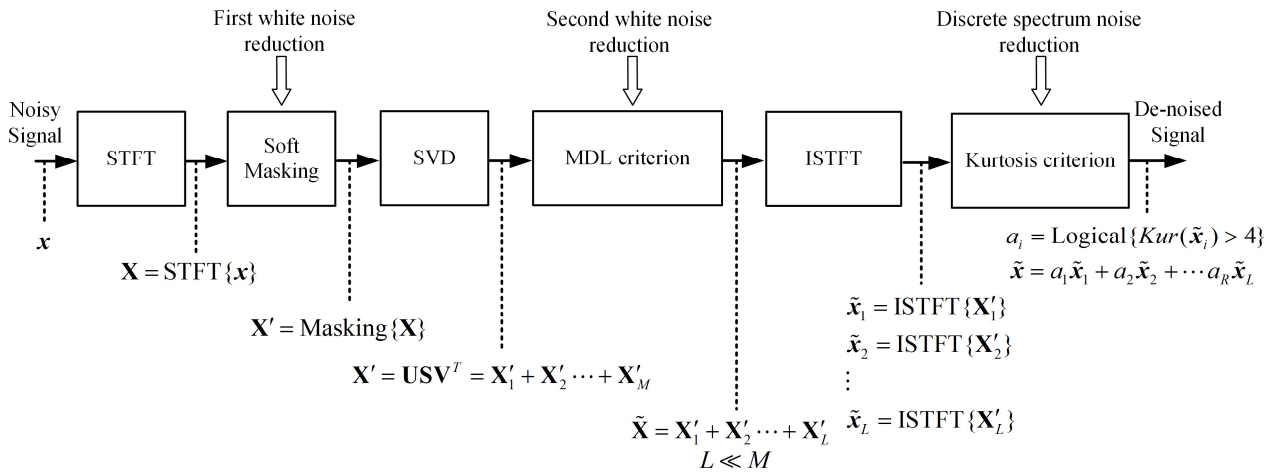 First white noise
reduction
Second white noise
reduction
Discrete spectrum noise
reduction
Noisy
Signal
STFT
Soft
Masking
SVD
MDL criterion
ISTFT
Kurtosis criterion
De-noised
Signal
x
X = STFT{x}
X′ = Masking{X}
X′ = USV^T = X′_1 + X′_2 ⋯ + X′_M
X̃ = X′_1 + X′_2 ⋯ + X′_L
L ≪ M
x̃_1 = ISTFT{X′_1}
x̃_2 = ISTFT{X′_2}
⋮
x̃_L = ISTFT{X′_L}
a_i = Logical{Kur(x̃_i) > 4}
x̃ = a_1x̃_1 + a_2x̃_2 + ⋯a_Rx̃_L